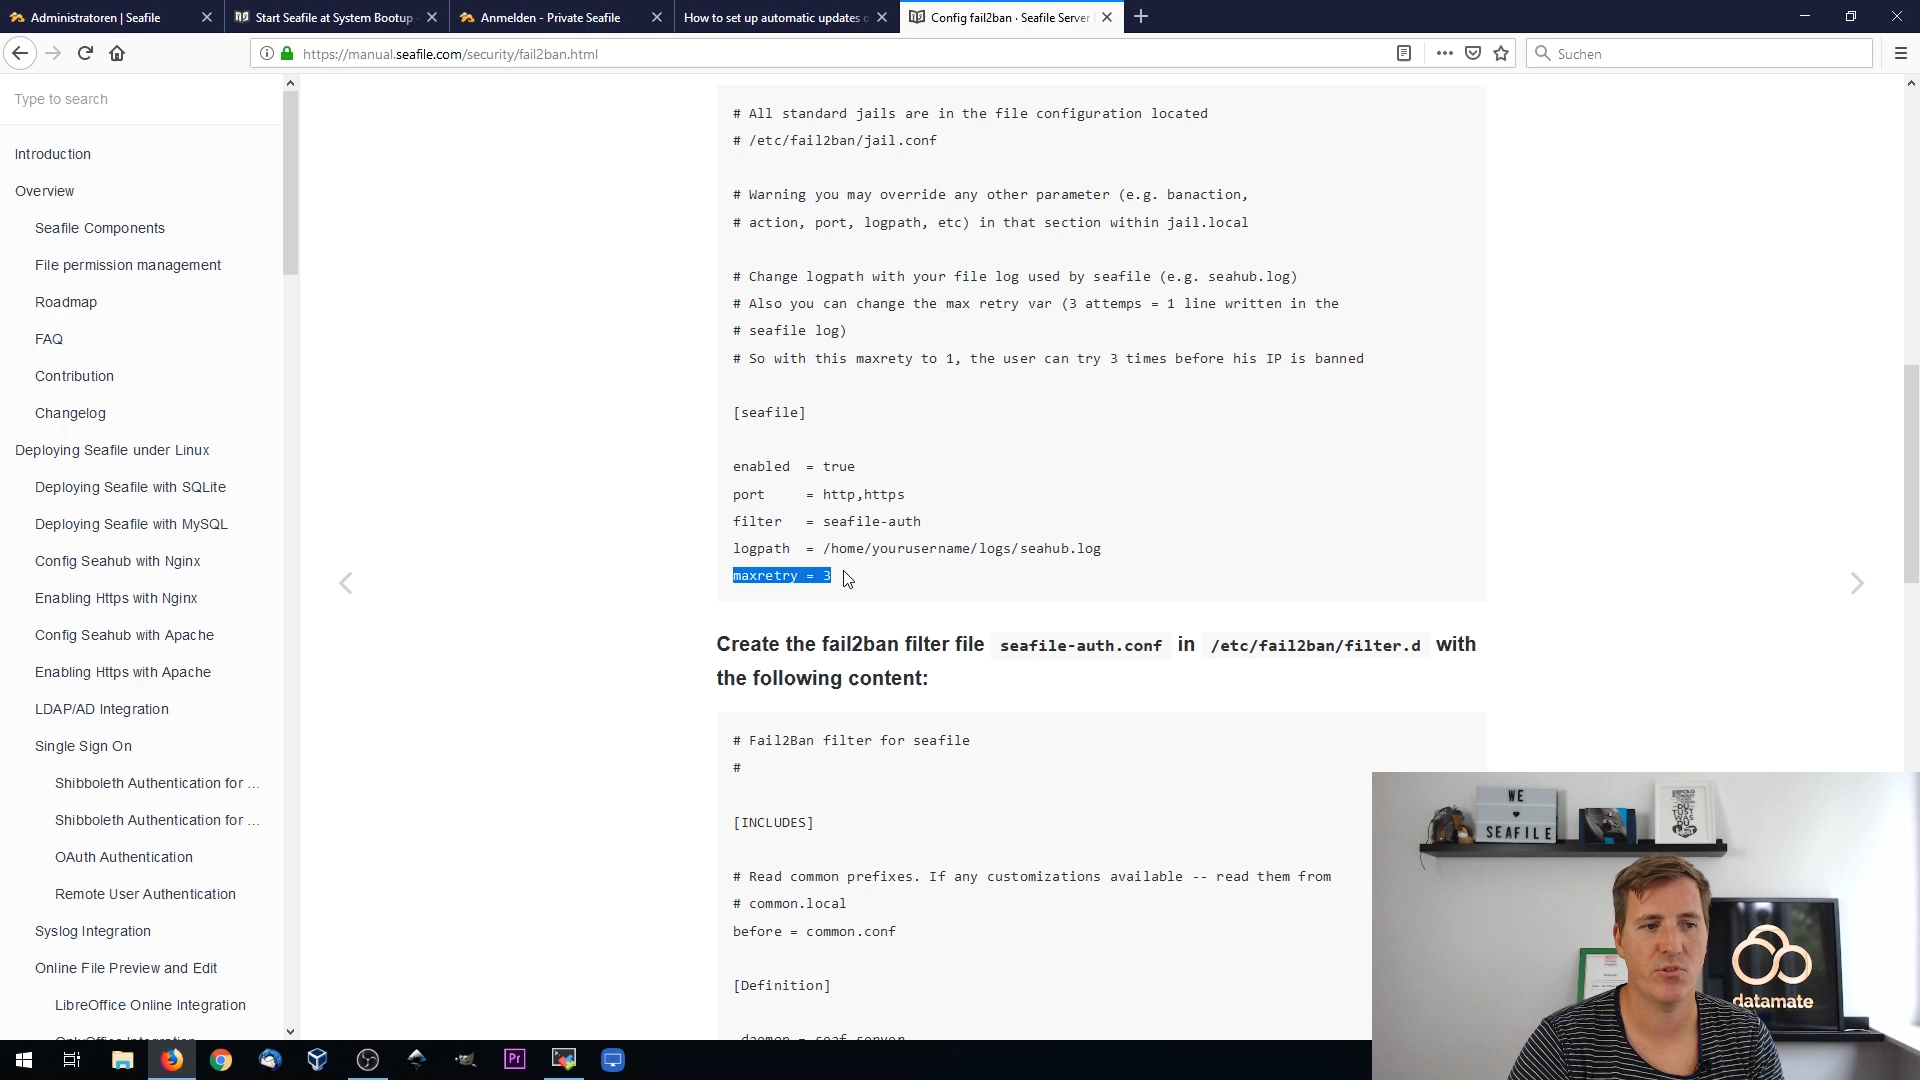 Administratoren | Seafile
Start Seafile at System Bootup
Anmelden - Private Seafile
How to set up automatic updates o
Config fail2ban · Seafile Server
https://manual.seafile.com/security/fail2ban.html
Suchen
Type to search
Introduction
Overview
Seafile Components
File permission management
Roadmap
FAQ
Contribution
Changelog
Deploying Seafile under Linux
Deploying Seafile with SQLite
Deploying Seafile with MySQL
Config Seahub with Nginx
Enabling Https with Nginx
Config Seahub with Apache
Enabling Https with Apache
LDAP/AD Integration
Single Sign On
Shibboleth Authentication for ...
Shibboleth Authentication for ...
OAuth Authentication
Remote User Authentication
Syslog Integration
Online File Preview and Edit
LibreOffice Online Integration
OnlyOffice Integration
# All standard jails are in the file configuration located
# /etc/fail2ban/jail.conf
# Warning you may override any other parameter (e.g. banaction,
# action, port, logpath, etc) in that section within jail.local
# Change logpath with your file log used by seafile (e.g. seahub.log)
# Also you can change the max retry var (3 attemps = 1 line written in the
# seafile log)
# So with this maxrety to 1, the user can try 3 times before his IP is banned
[seafile]
enabled  = true
port     = http,https
filter   = seafile-auth
logpath  = /home/yourusername/logs/seahub.log
maxretry = 3
Create the fail2ban filter file seafile-auth.conf in /etc/fail2ban/filter.d with
the following content:
# Fail2Ban filter for seafile
#
[INCLUDES]
# Read common prefixes. If any customizations available -- read them from
# common.local
before = common.conf
[Definition]
_daemon = seaf-server
WE
♥
SEAFILE
ERFOLG
KOMMT
DU
TUST
WAS
DU
datamate
Pr